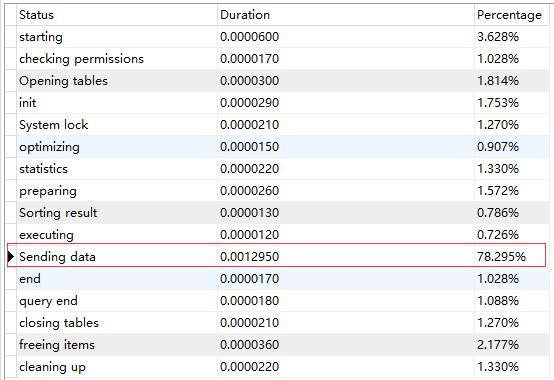 Status Duration Percentage
starting 0.0000600 3.628%
checking permissions 0.0000170 1.028%
Opening tables 0.0000300 1.814%
init 0.0000290 1.753%
System lock 0.0000210 1.270%
optimizing 0.0000150 0.907%
statistics 0.0000220 1.330%
preparing 0.0000260 1.572%
Sorting result 0.0000130 0.786%
executing 0.0000120 0.726%
Sending data 0.0012950 78.295%
end 0.0000170 1.028%
query end 0.0000180 1.088%
closing tables 0.0000210 1.270%
freeing items 0.0000360 2.177%
cleaning up 0.0000220 1.330%